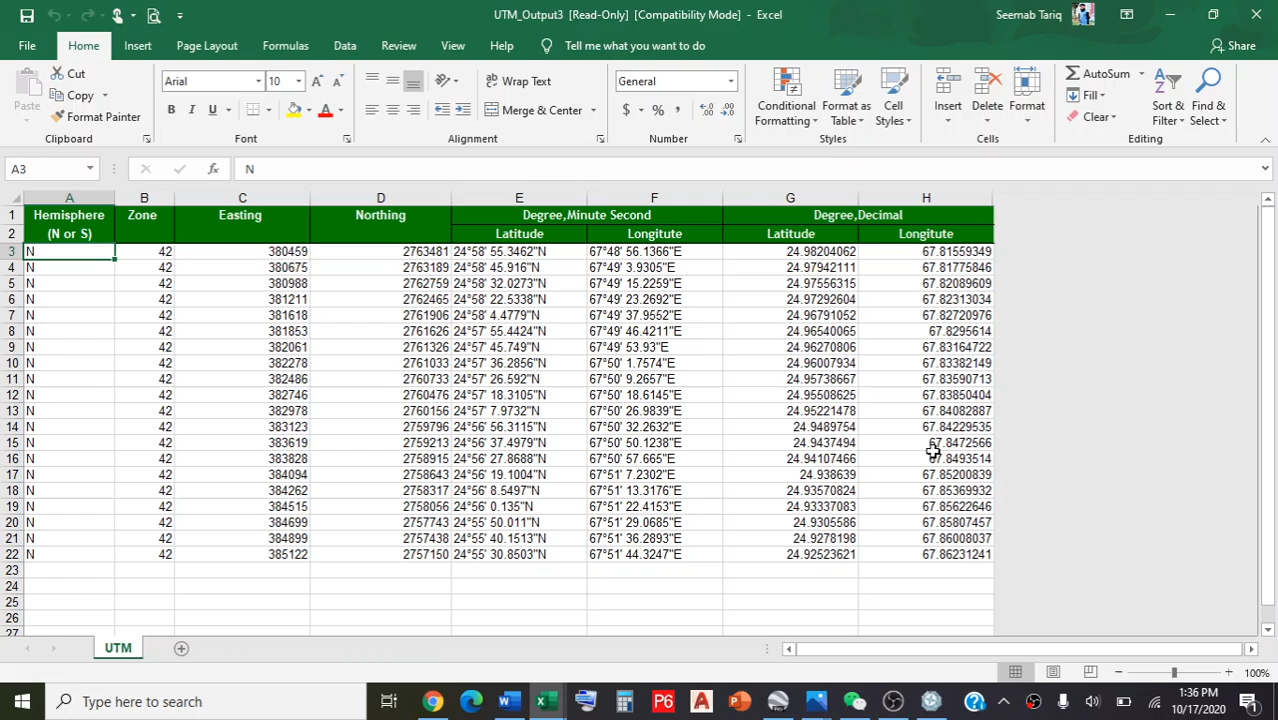 UTM_Output3 [Read-Only] [Compatibility Mode] - Excel
Seemab Tariq
File Home Insert Page Layout Formulas Data Review View Help Tell me what you want to do Share
Paste
Cut
Copy
Format Painter
Clipboard
Arial 10
B I U
Font
Wrap Text
Merge & Center
Alignment
General
$ %
Number
Conditional Formatting
Format as Table
Cell Styles
Styles
Insert Delete Format
Cells
AutoSum
Fill
Clear
Sort & Filter
Find & Select
Editing
A3 fx N
A B C D E F G H
1 Hemisphere Zone Easting Northing Degree,Minute Second Degree,Decimal
2 (N or S) Latitude Longitute Latitude Longitute
3 N 42 380459 2763481 24°58' 55.3462"N 67°48' 56.1366"E 24.98204062 67.81559349
4 N 42 380675 2763189 24°58' 45.916"N 67°49' 3.9305"E 24.97942111 67.81775846
5 N 42 380988 2762759 24°58' 32.0273"N 67°49' 15.2259"E 24.97556315 67.82089609
6 N 42 381211 2762465 24°58' 22.5338"N 67°49' 23.2692"E 24.97292604 67.82313034
7 N 42 381618 2761906 24°58' 4.4779"N 67°49' 37.9552"E 24.96791052 67.82720976
8 N 42 381853 2761626 24°57' 55.4424"N 67°49' 46.4211"E 24.96540065 67.8295614
9 N 42 382061 2761326 24°57' 45.749"N 67°49' 53.93"E 24.96270806 67.83164722
10 N 42 382278 2761033 24°57' 36.2856"N 67°50' 1.7574"E 24.96007934 67.83382149
11 N 42 382486 2760733 24°57' 26.592"N 67°50' 9.2657"E 24.95738667 67.83590713
12 N 42 382746 2760476 24°57' 18.3105"N 67°50' 18.6145"E 24.95508625 67.83850404
13 N 42 382978 2760156 24°57' 7.9732"N 67°50' 26.9839"E 24.95221478 67.84082887
14 N 42 383123 2759796 24°56' 56.3115"N 67°50' 32.2632"E 24.9489754 67.84229535
15 N 42 383619 2759213 24°56' 37.4979"N 67°50' 50.1238"E 24.9437494 67.8472566
16 N 42 383828 2758915 24°56' 27.8688"N 67°50' 57.665"E 24.94107466 67.8493514
17 N 42 384094 2758643 24°56' 19.1004"N 67°51' 7.2302"E 24.938639 67.85200839
18 N 42 384262 2758317 24°56' 8.5497"N 67°51' 13.3176"E 24.93570824 67.85369932
19 N 42 384515 2758056 24°56' 0.135"N 67°51' 22.4153"E 24.93337083 67.85622646
20 N 42 384699 2757743 24°55' 50.011"N 67°51' 29.0685"E 24.9305586 67.85807457
21 N 42 384899 2757438 24°55' 40.1513"N 67°51' 36.2893"E 24.9278198 67.86008037
22 N 42 385122 2757150 24°55' 30.8503"N 67°51' 44.3247"E 24.92523621 67.86231241
23
24
25
26
27
UTM
100%
Type here to search
P6
1:36 PM
10/17/2020
1